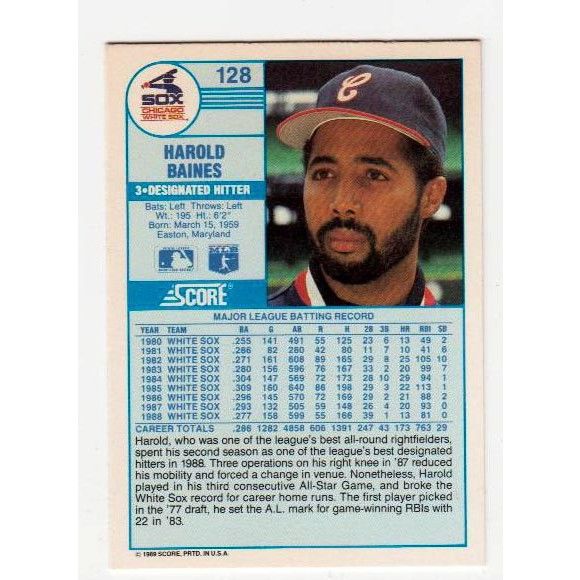 SOX
CHICAGO
WHITE SOX
128
C
HAROLD
BAINES
3•DESIGNATED HITTER
Bats: Left Throws: Left
Wt.: 195 Ht.: 6'2"
Born: March 15, 1959
Easton, Maryland
MLB
SCORE
MAJOR LEAGUE BATTING RECORD
YEAR TEAM BA G AB R H 2B 3B HR RBI SB
1980 WHITE SOX .255 141 491 55 125 23 6 13 49 2
1981 WHITE SOX .286 82 280 42 80 11 7 10 41 6
1982 WHITE SOX .271 161 608 89 165 29 8 25 105 10
1983 WHITE SOX .280 156 596 76 167 33 2 20 99 7
1984 WHITE SOX .304 147 569 72 173 28 10 29 94 1
1985 WHITE SOX .309 160 640 86 198 29 3 22 113 1
1986 WHITE SOX .296 145 570 72 169 29 2 21 88 2
1987 WHITE SOX .293 132 505 59 148 26 4 20 93 0
1988 WHITE SOX .277 158 599 55 166 39 1 13 81 0
CAREER TOTALS .286 1282 4858 606 1391 247 43 173 763 29
Harold, who was one of the league's best all-round rightfielders,
spent his second season as one of the league's best designated
hitters in 1988. Three operations on his right knee in '87 reduced
his mobility and forced a change in venue. Nonetheless, Harold
played in his third consecutive All-Star Game, and broke the
White Sox record for career home runs. The first player picked
in the '77 draft, he set the A.L. mark for game-winning RBIs with
22 in '83.
© 1989 SCORE, PRTD. IN U.S.A